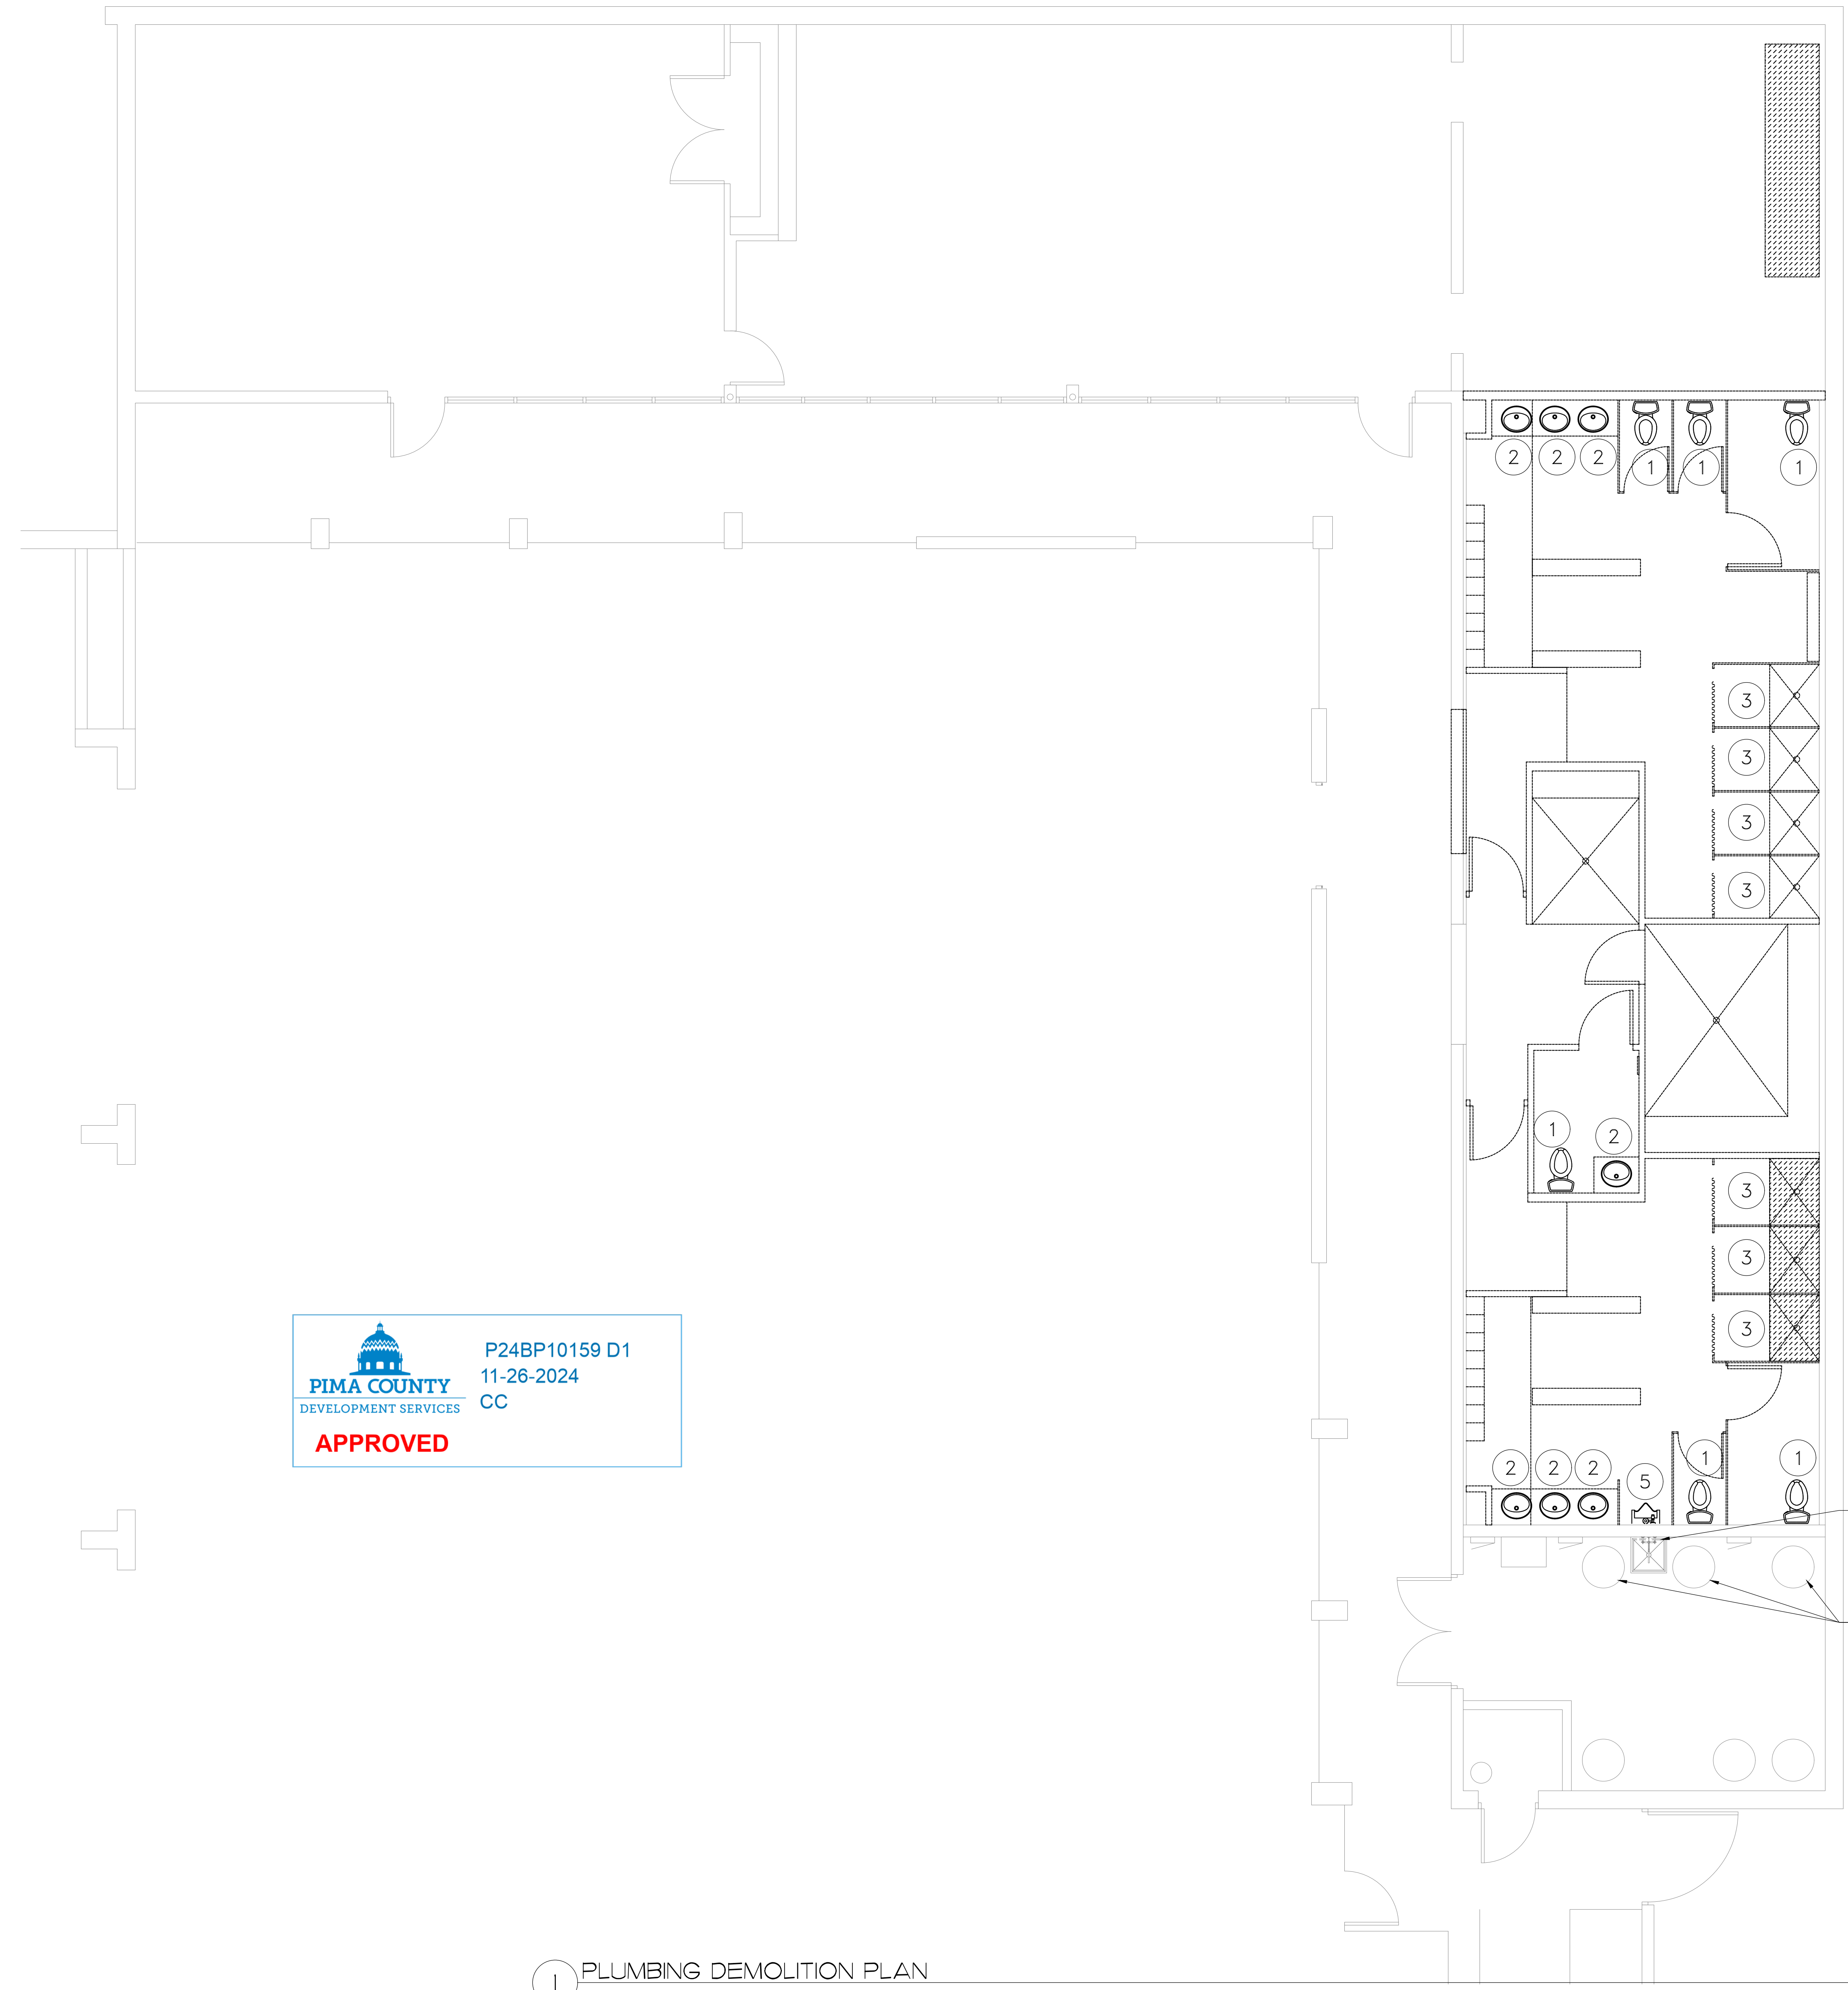 2 2 2 1 1 1
3
3
3
3
1 2
3
3
3
2 2 2 5 1 1
PIMA COUNTY
DEVELOPMENT SERVICES
APPROVED
P24BP10159 D1
11-26-2024
CC
1 PLUMBING DEMOLITION PLAN